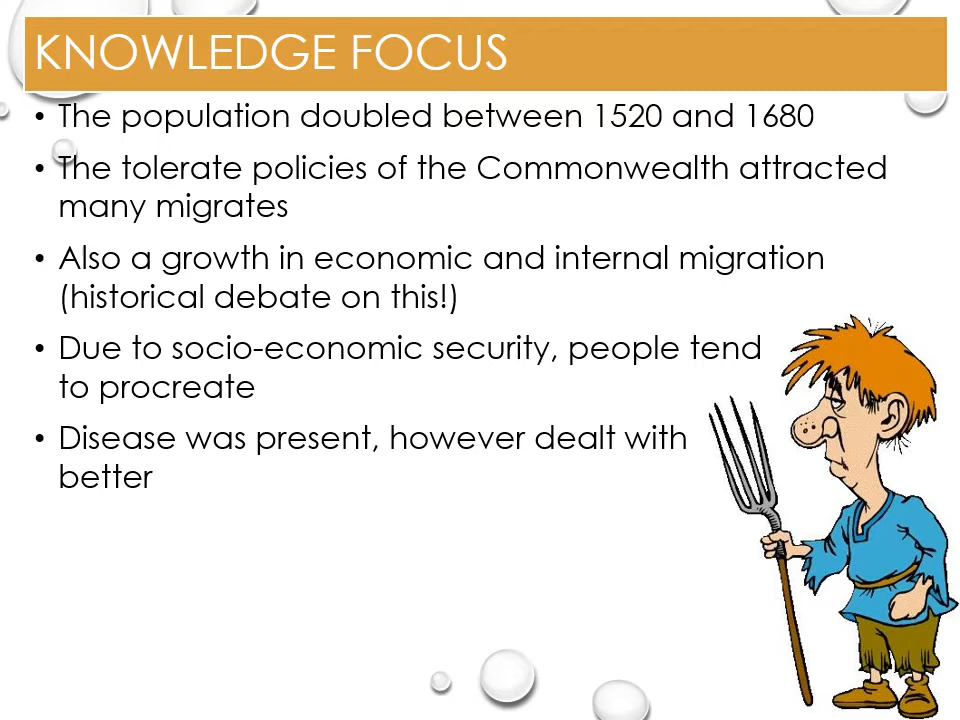 KNOWLEDGE FOCUS
• The population doubled between 1520 and 1680
• The tolerate policies of the Commonwealth attracted
many migrates
• Also a growth in economic and internal migration
(historical debate on this!)
• Due to socio-economic security, people tend
to procreate
• Disease was present, however dealt with
better